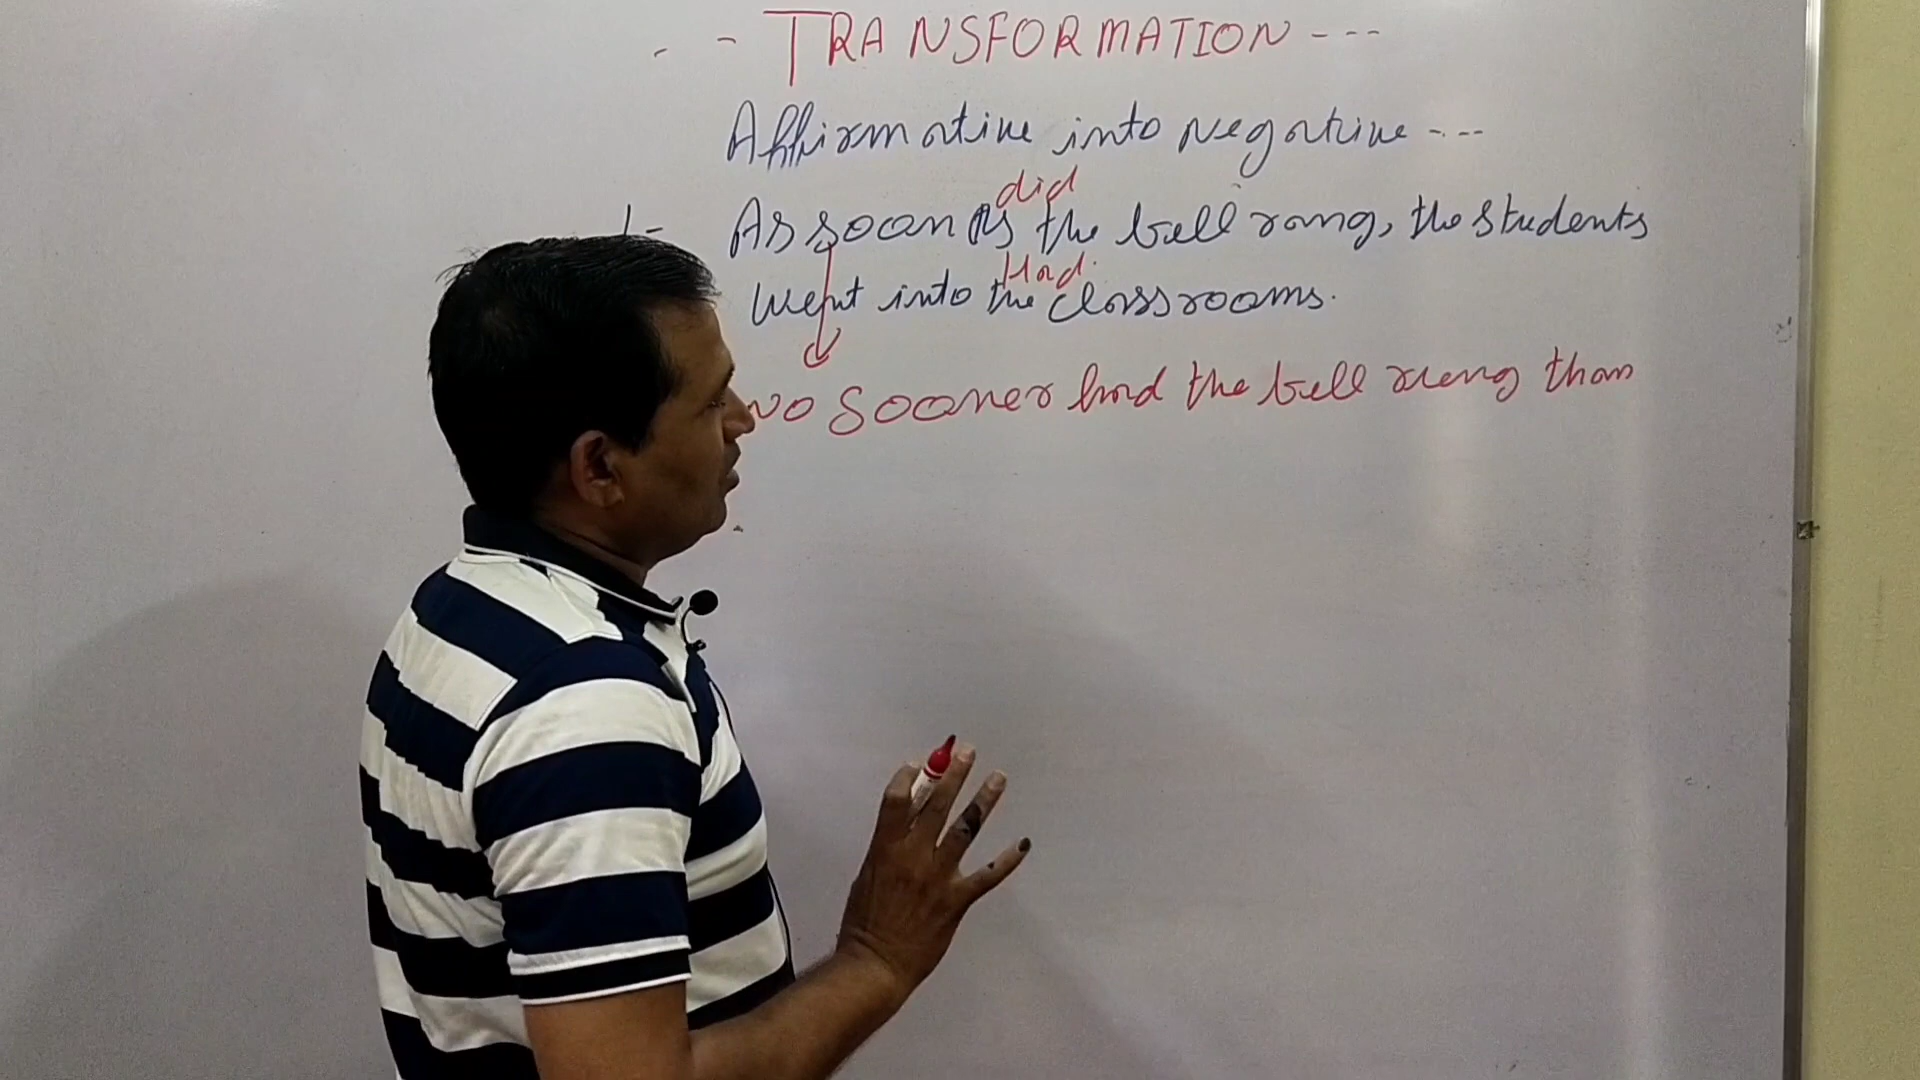 - - TRANSFORMATION ---
Affirmative into Negative ----
did
1- As soon As the bell rang, the students
Had.
went into the classrooms.
No Sooner had the bell rung than